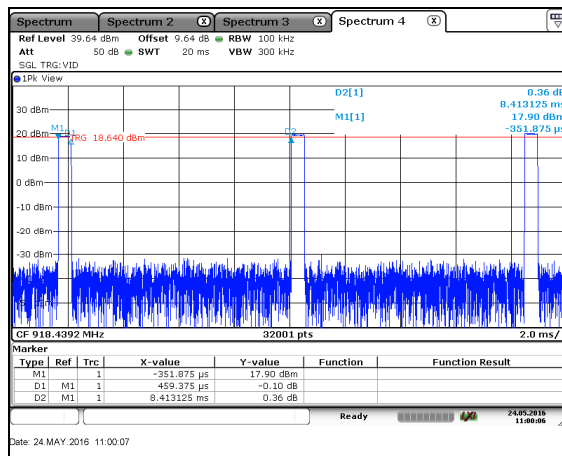 Spectrum Spectrum 2 X Spectrum 3 X Spectrum 4 X
Ref Level 39.64 dBm Offset 9.64 dB RBW 100 kHz
Att 50 dB SWT 20 ms VBW 300 kHz
SGL TRG:VID
1Pk View
D2[1] 0.36 dB
8.413125 ms
M1[1] 17.90 dBm
-351.875 µs
30 dBm
M1 D1 D2
20 dBm
TRG 18.640 dBm
10 dBm
0 dBm
-10 dBm
-20 dBm
-30 dBm
CF 918.4392 MHz 32001 pts 2.0 ms/
Marker
Type Ref Trc X-value Y-value Function Function Result
M1 1 -351.875 µs 17.90 dBm
D1 M1 1 459.375 µs -0.10 dB
D2 M1 1 8.413125 ms 0.36 dB
Ready LXI 24.05.2016
11:00:06
Date: 24.MAY.2016 11:00:07